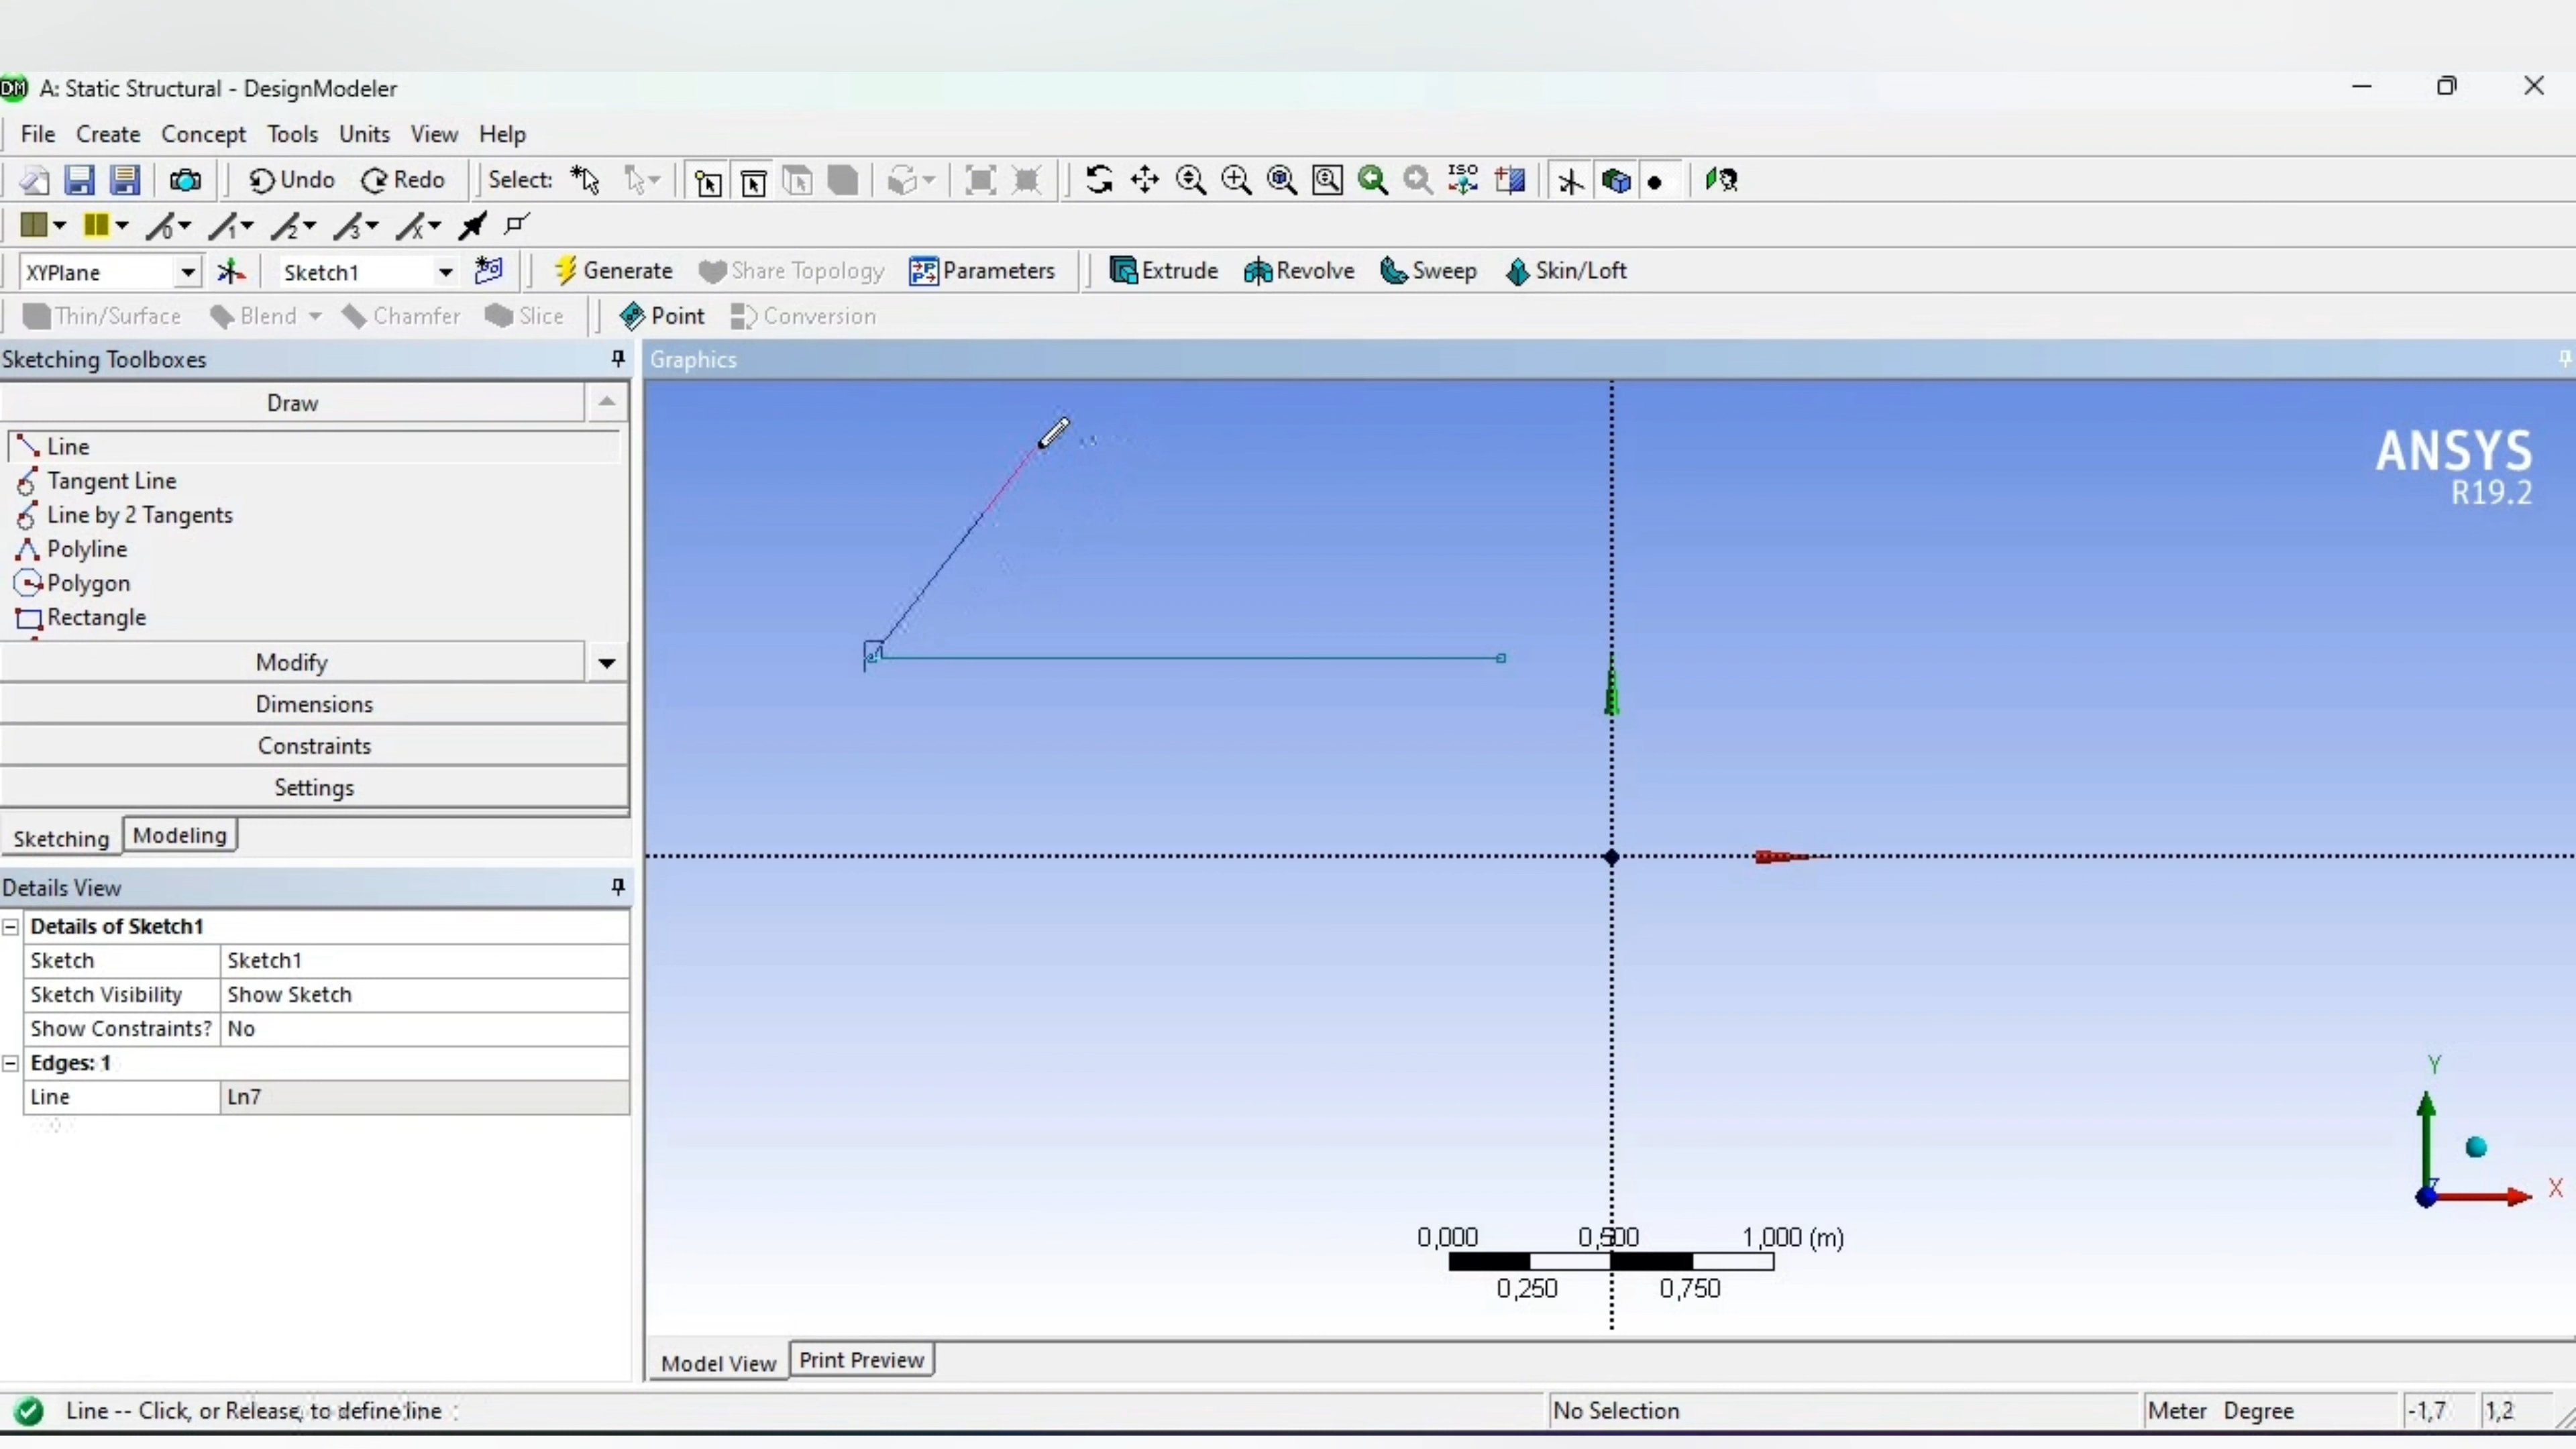 A: Static Structural - DesignModeler
File Create Concept Tools Units View Help
Undo Redo Select: ISO
XYPlane Sketch1 Generate Share Topology Parameters Extrude Revolve Sweep Skin/Loft
Thin/Surface Blend Chamfer Slice Point Conversion
Sketching Toolboxes
Draw
Line
Tangent Line
Line by 2 Tangents
Polyline
Polygon
Rectangle
Modify
Dimensions
Constraints
Settings
Sketching Modeling
Details View
Details of Sketch1
Sketch Sketch1
Sketch Visibility Show Sketch
Show Constraints? No
Edges: 1
Line Ln7
Graphics
ANSYS
R19.2
Y
X
0,000 0,500 1,000 (m)
0,250 0,750
Model View Print Preview
Line -- Click, or Release, to define line No Selection Meter Degree -1,7 1,2